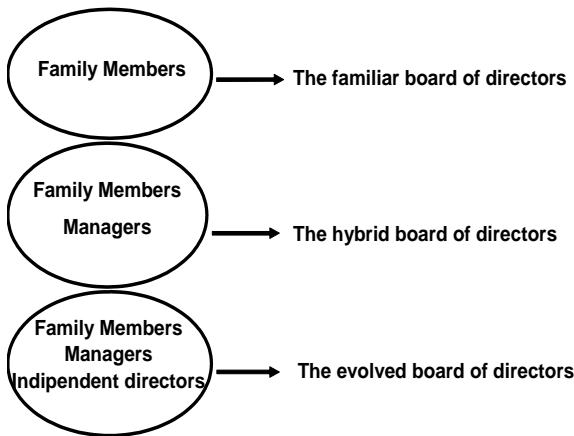 Family Members
The familiar board of directors
Family Members
Managers
The hybrid board of directors
Family Members
Managers
Indipendent directors
The evolved board of directors